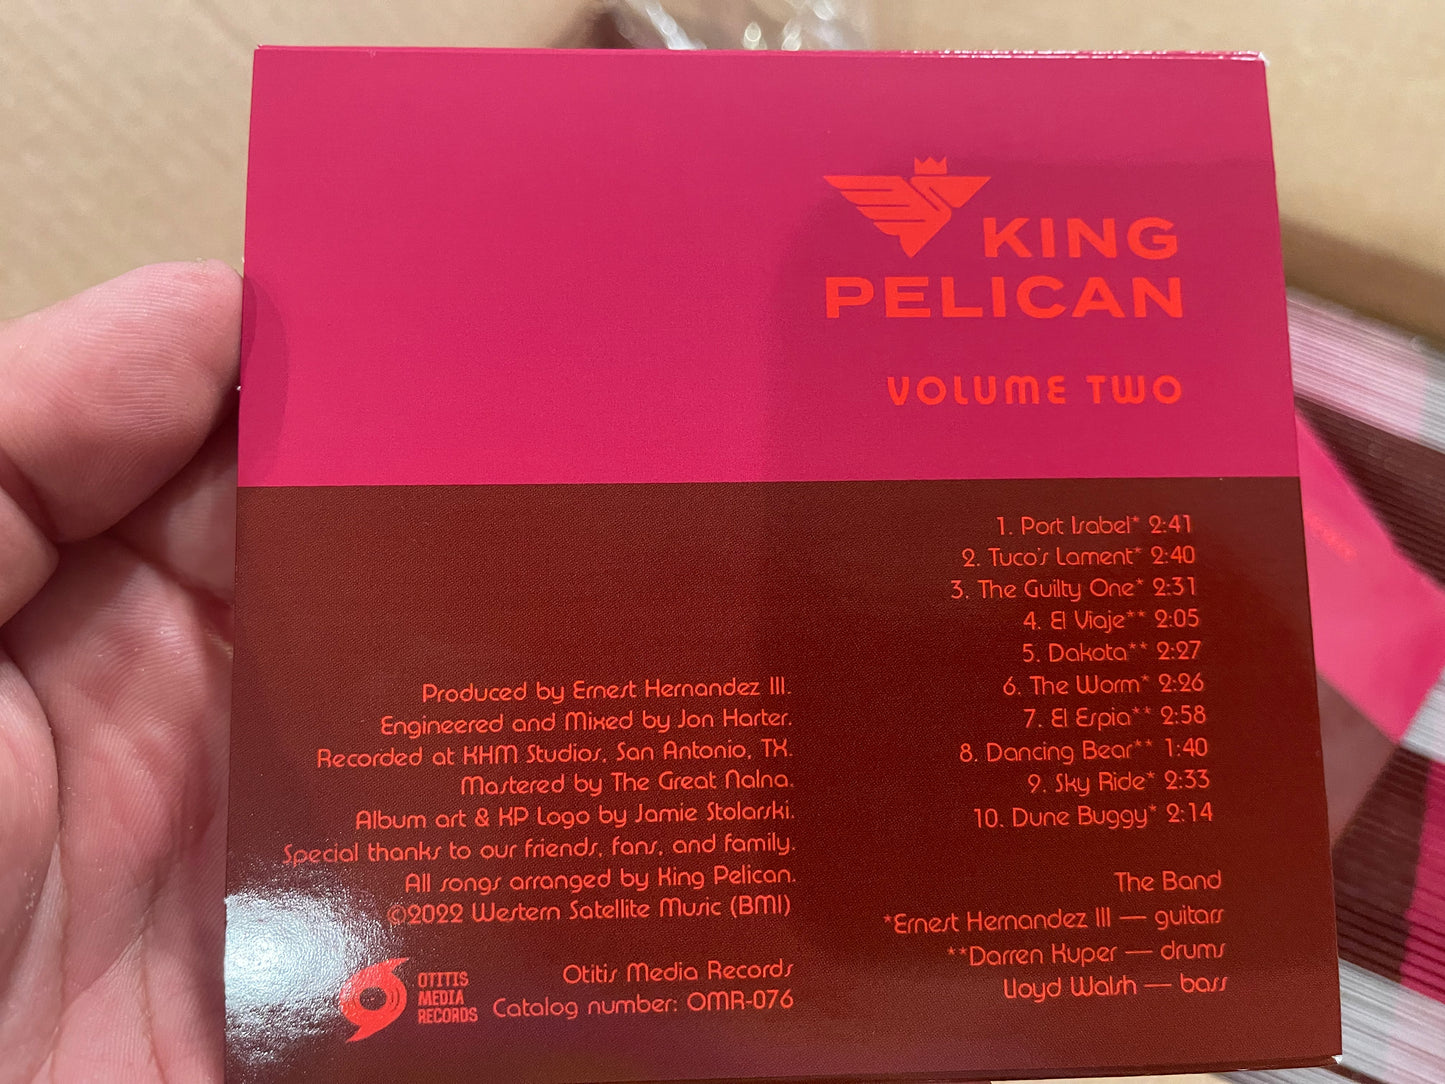 KING
PELICAN
VOLUME TWO
1. Port Isabel* 2:41
2. Tuco's Lament* 2:40
3. The Guilty One* 2:31
4. El Viaje** 2:05
5. Dakota** 2:27
6. The Worm* 2:26
7. El Espia** 2:58
8. Dancing Bear** 1:40
9. Sky Ride* 2:33
10. Dune Buggy* 2:14
Produced by Ernest Hernandez III.
Engineered and Mixed by Jon Harter.
Recorded at KHM Studios, San Antonio, TX.
Mastered by The Great Nalna.
Album art & KP Logo by Jamie Stolarski.
Special thanks to our friends, fans, and family.
All songs arranged by King Pelican.
©2022 Western Satellite Music (BMI)
The Band
*Ernest Hernandez III — guitars
**Darren Kuper — drums
Lloyd Walsh — bass
OTITIS
MEDIA
RECORDS
Otitis Media Records
Catalog number: OMR-076